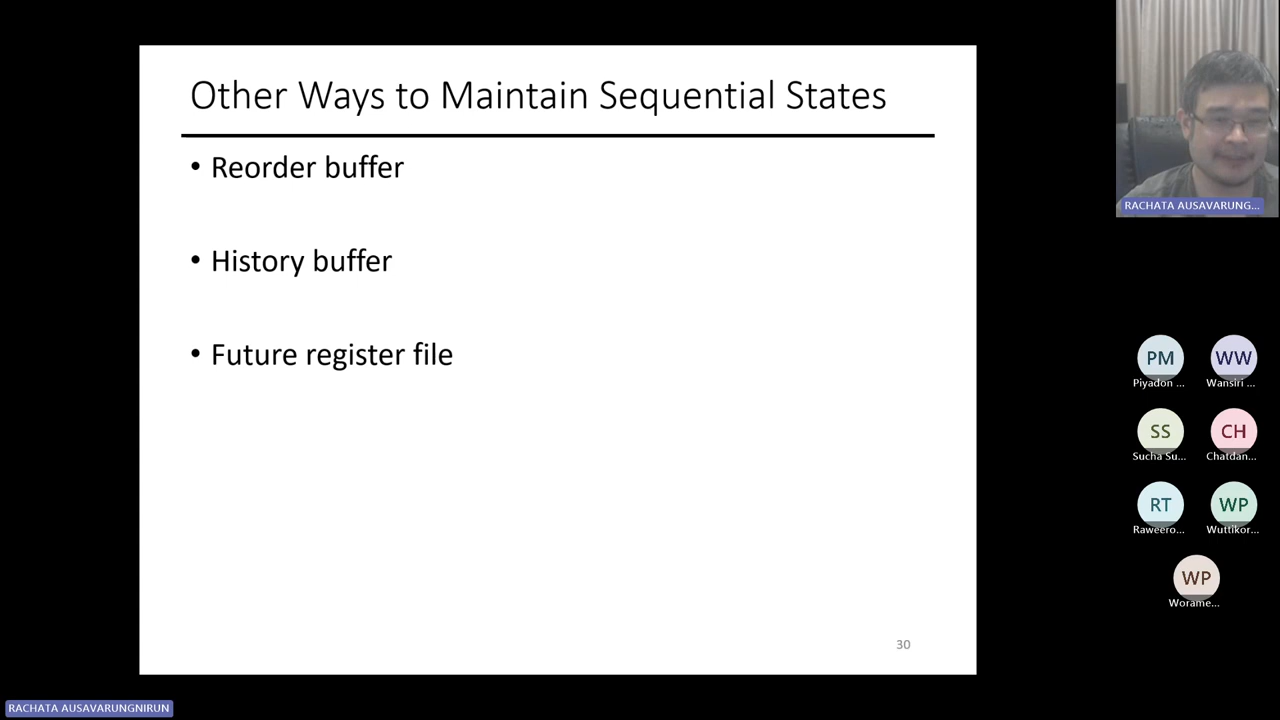 Other Ways to Maintain Sequential States
• Reorder buffer
• History buffer
• Future register file
30
RACHATA AUSAVARUNG...
PM
Piyadon ...
WW
Wansiri ...
SS
Sucha Su...
CH
Chatdan...
RT
Raweero...
WP
Wuttikor...
WP
Worame...
RACHATA AUSAVARUNGNIRUN